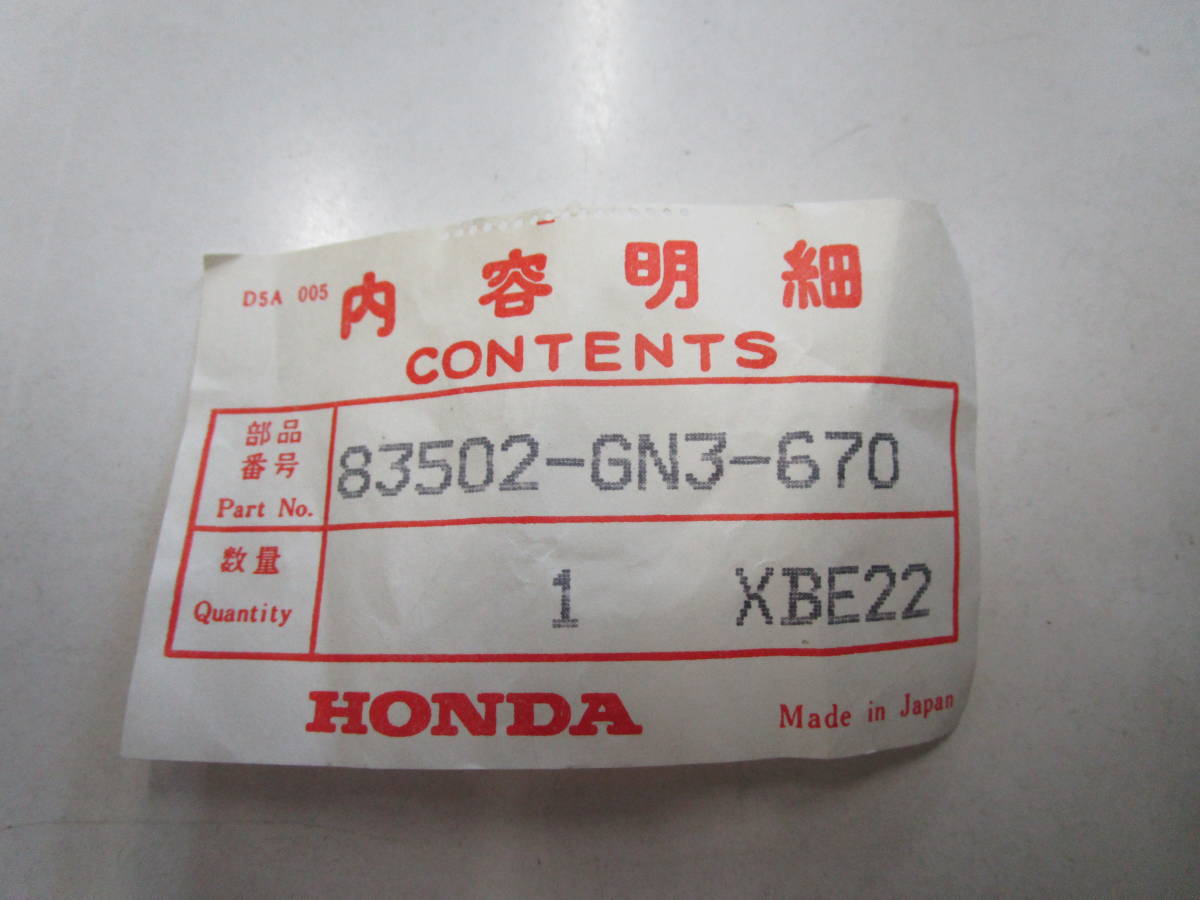 D5A 005
内容明細
CONTENTS
部品
番号
Part No.
83502-GN3-670
数量
Quantity
1 XBE22
HONDA
Made in Japan